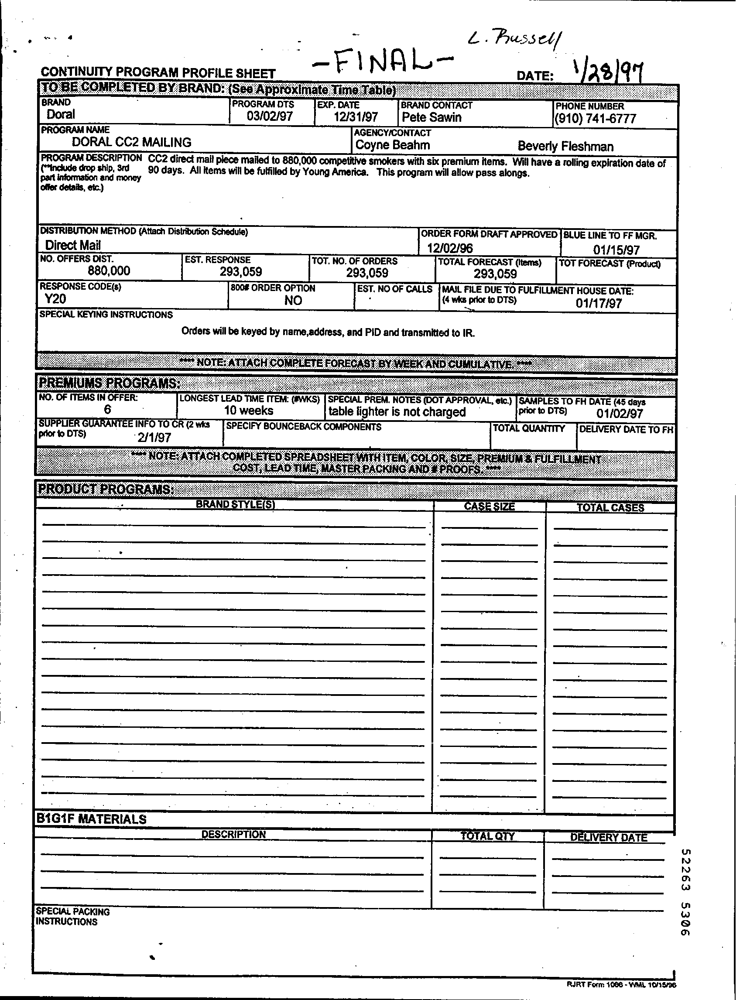 L. Russell
-FINAL-
CONTINUITY PROGRAM PROFILE SHEET DATE: 1/28/97
TO BE COMPLETED BY BRAND: (See Approximate Time Table)
BRAND PROGRAM DTS EXP. DATE BRAND CONTACT PHONE NUMBER
Doral 03/02/97 12/31/97 Pete Sawin (910) 741-6777
PROGRAM NAME AGENCY/CONTACT
DORAL CC2 MAILING Coyne Beahm Beverly Fleshman
PROGRAM DESCRIPTION CC2 direct mail piece mailed to 880,000 competitive smokers with six premium items. Will have a rolling expiration date of
(**Include drop ship, 3rd 90 days. All items will be fulfilled by Young America. This program will allow pass alongs.
part information and money
offer details, etc.)
DISTRIBUTION METHOD (Attach Distribution Schedule) ORDER FORM DRAFT APPROVED BLUE LINE TO FF MGR.
Direct Mail 12/02/96 01/15/97
NO. OFFERS DIST. EST. RESPONSE TOT. NO. OF ORDERS TOTAL FORECAST (Items) TOT FORECAST (Product)
880,000 293,059 293,059 293,059
RESPONSE CODE(s) 800# ORDER OPTION EST. NO OF CALLS MAIL FILE DUE TO FULFILLMENT HOUSE DATE:
Y20 NO (4 wks prior to DTS) 01/17/97
SPECIAL KEYING INSTRUCTIONS
Orders will be keyed by name,address, and PID and transmitted to IR.
**** NOTE: ATTACH COMPLETE FORECAST BY WEEK AND CUMULATIVE. ****
PREMIUMS PROGRAMS:
NO. OF ITEMS IN OFFER: LONGEST LEAD TIME ITEM: (#WKS) SPECIAL PREM. NOTES (DOT APPROVAL, etc.) SAMPLES TO FH DATE (45 days
6 10 weeks table lighter is not charged prior to DTS) 01/02/97
SUPPLIER GUARANTEE INFO TO CR (2 wks SPECIFY BOUNCEBACK COMPONENTS TOTAL QUANTITY DELIVERY DATE TO FH
prior to DTS) 2/1/97
**** NOTE: ATTACH COMPLETED SPREADSHEET WITH ITEM, COLOR, SIZE, PREMIUM & FULFILLMENT
COST, LEAD TIME, MASTER PACKING AND # PROOFS. ****
PRODUCT PROGRAMS:
BRAND STYLE(S) CASE SIZE TOTAL CASES
B1G1F MATERIALS
DESCRIPTION TOTAL QTY DELIVERY DATE
SPECIAL PACKING
INSTRUCTIONS
52263 5306
RJRT Form 1086 - WML 10/15/96